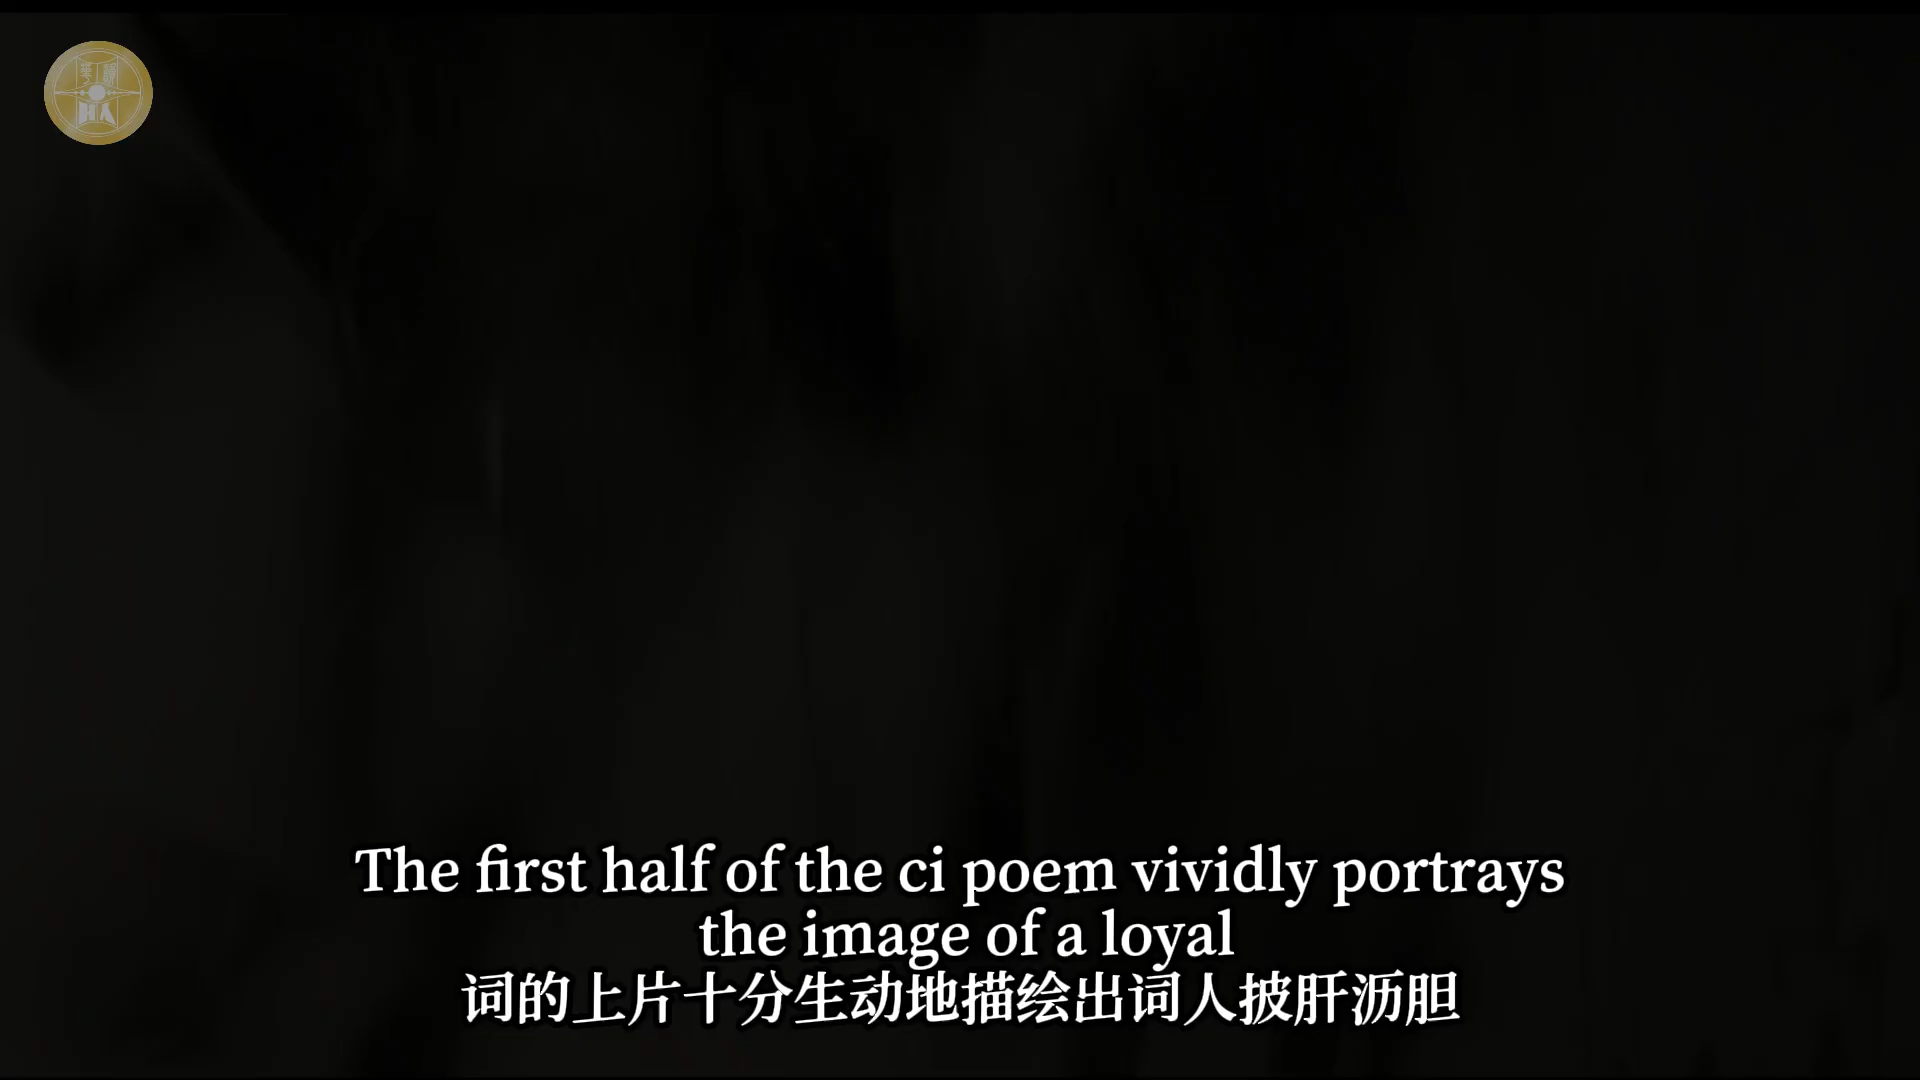 The first half of the ci poem vividly portrays
the image of a loyal
词的上片十分生动地描绘出词人披肝沥胆